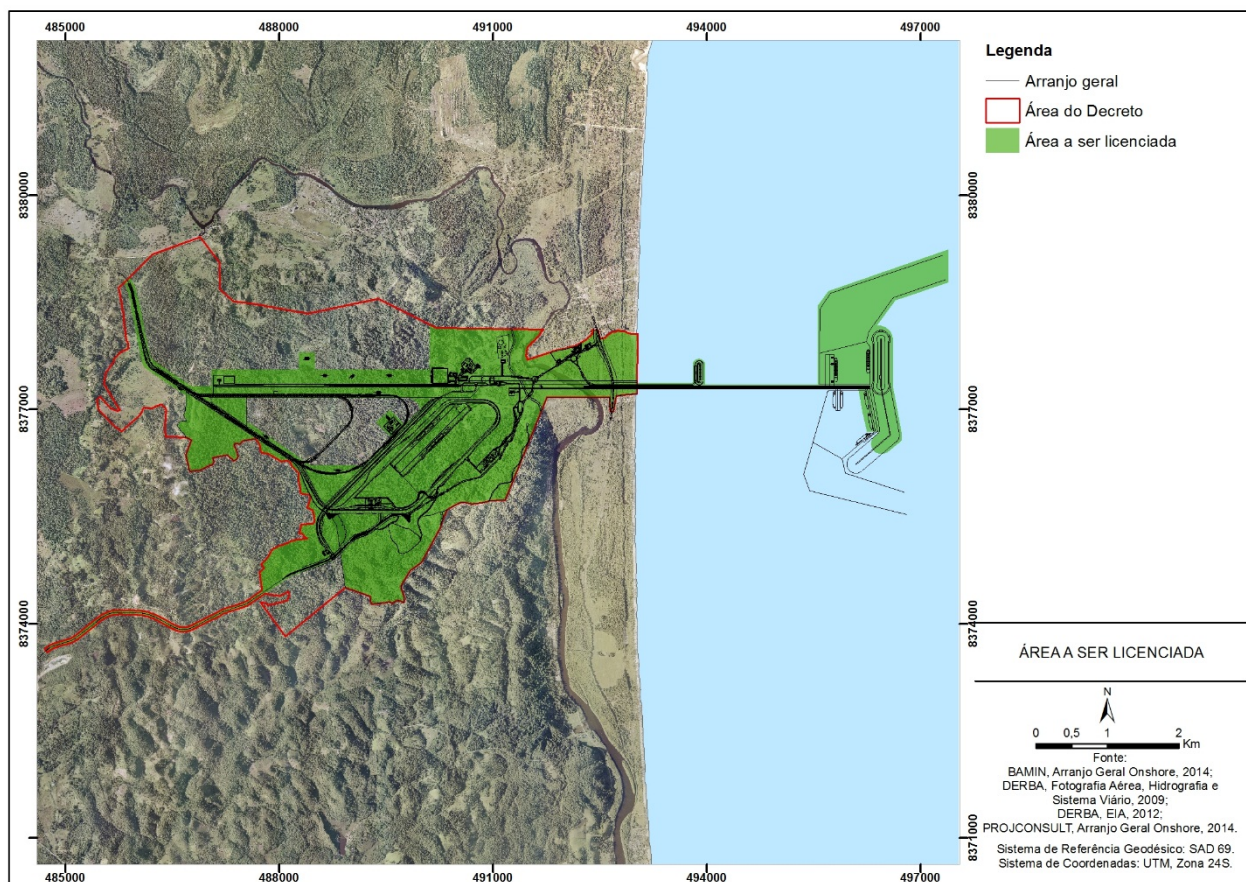 485000 488000 491000 494000 497000
8380000 8380000
8377000 8377000
8374000 8374000
8371000
485000 488000 491000 494000 497000
Legenda
Arranjo geral
Área do Decreto
Área a ser licenciada
ÁREA A SER LICENCIADA
N
0 0,5 1 2
Km
Fonte:
BAMIN, Arranjo Geral Onshore, 2014;
DERBA, Fotografia Aérea, Hidrografia e
Sistema Viário, 2009;
DERBA, EIA, 2012;
PROJCONSULT, Arranjo Geral Onshore, 2014.
Sistema de Referência Geodésico: SAD 69.
Sistema de Coordenadas: UTM, Zona 24S.